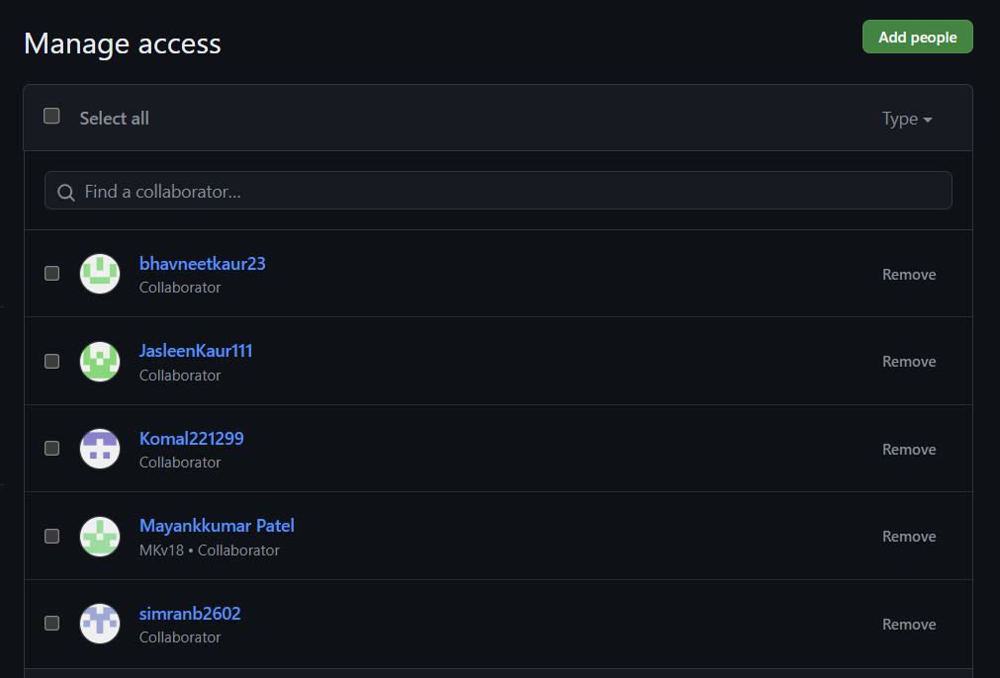 Manage access
Add people
Select all
Type
Find a collaborator...
bhavneetkaur23
Collaborator
Remove
JasleenKaur111
Collaborator
Remove
Komal221299
Collaborator
Remove
Mayankkumar Patel
MKv18 • Collaborator
Remove
simranb2602
Collaborator
Remove